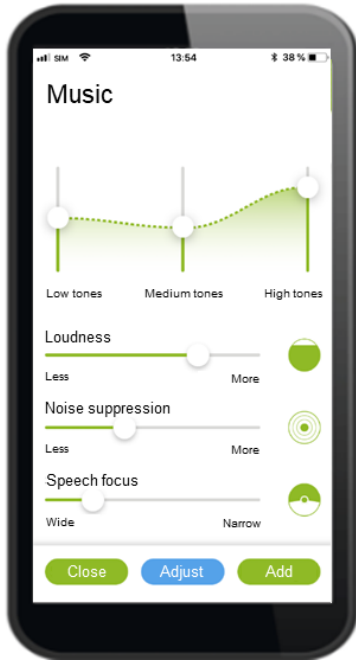 SIM 13:54 38 %
Music
Low tones Medium tones High tones
Loudness
Less More
Noise suppression
Less More
Speech focus
Wide Narrow
Close Adjust Add